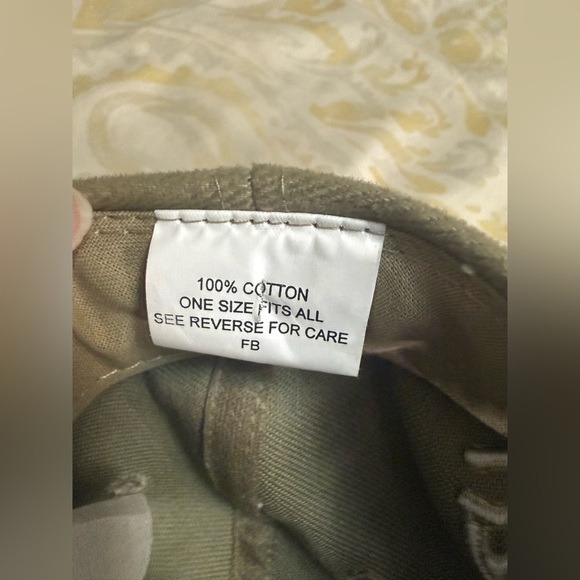 100% COTTON
ONE SIZE FITS ALL
SEE REVERSE FOR CARE
FB